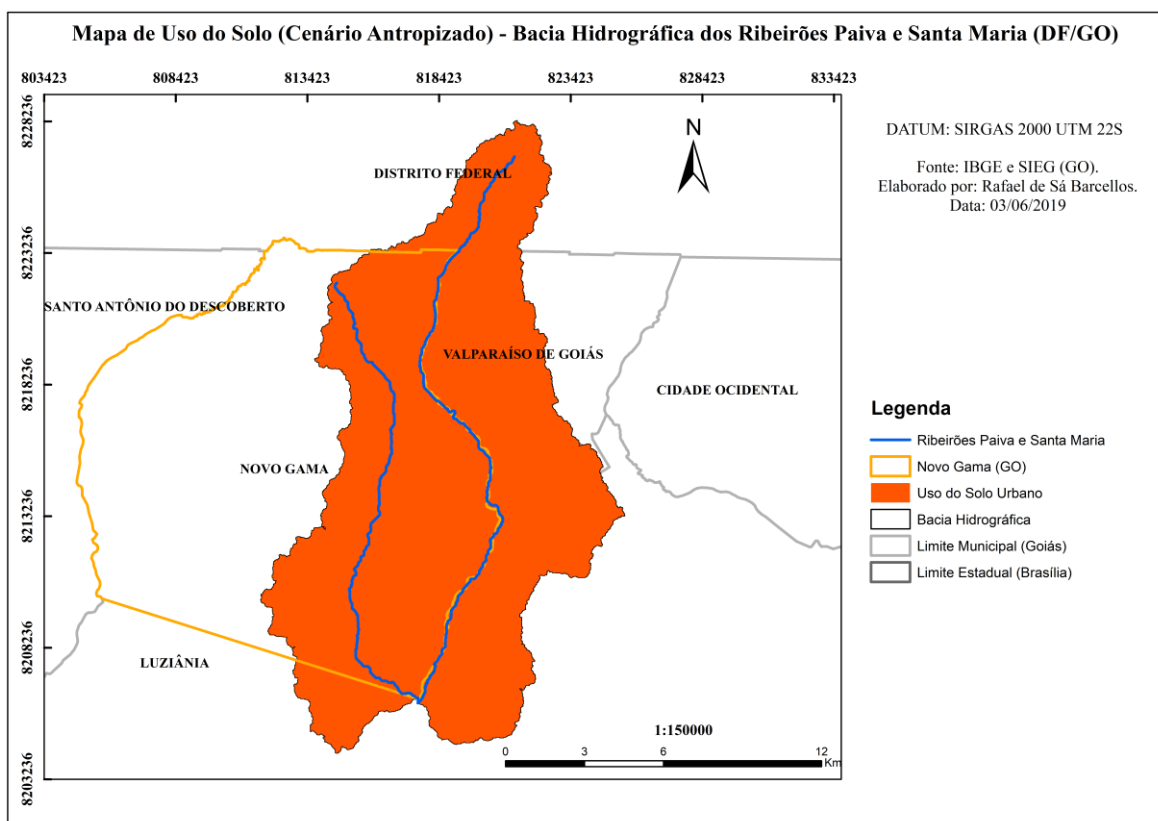 Mapa de Uso do Solo (Cenário Antropizado) - Bacia Hidrográfica dos Ribeirões Paiva e Santa Maria (DF/GO)
803423 808423 813423 818423 823423 828423 833423
8228236
8223236
8218236
8213236
8208236
8203236
N
DATUM: SIRGAS 2000 UTM 22S
Fonte: IBGE e SIEG (GO).
Elaborado por: Rafael de Sá Barcellos.
Data: 03/06/2019
DISTRITO FEDERAL
SANTO ANTÔNIO DO DESCOBERTO
VALPARAÍSO DE GOIÁS
CIDADE OCIDENTAL
NOVO GAMA
LUZIÂNIA
Legenda
Ribeirões Paiva e Santa Maria
Novo Gama (GO)
Uso do Solo Urbano
Bacia Hidrográfica
Limite Municipal (Goiás)
Limite Estadual (Brasília)
1:150000
0 3 6 12
Km